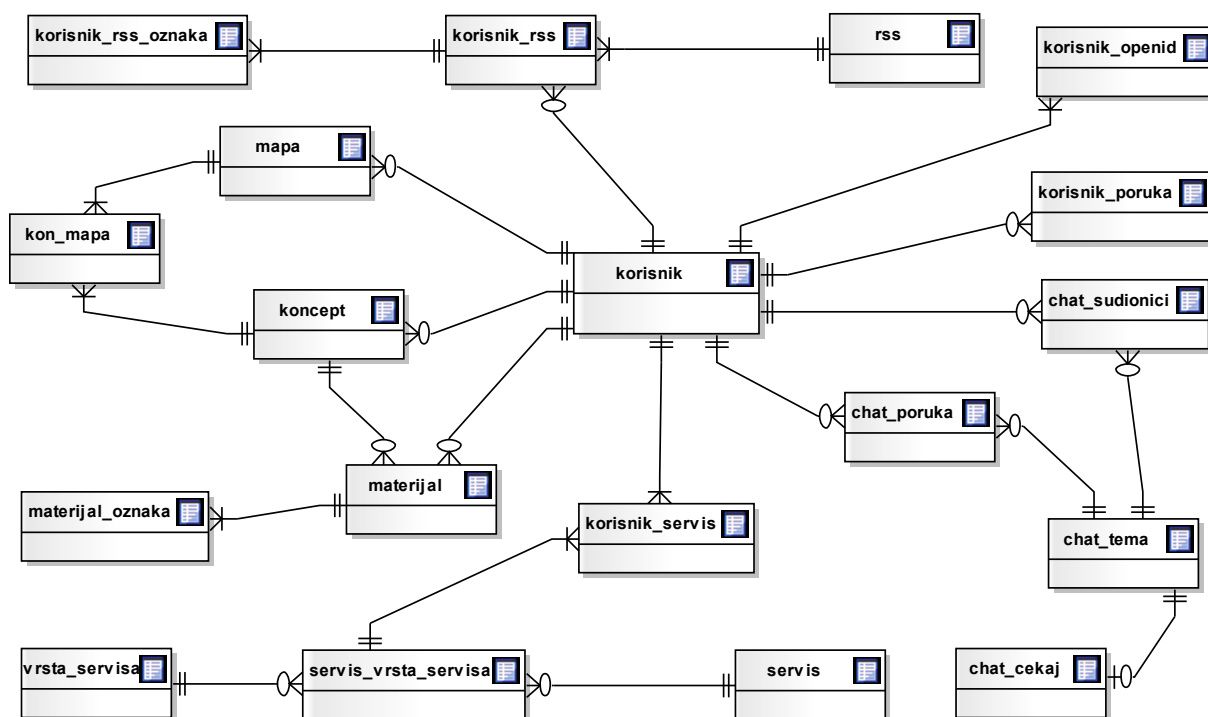 korisnik_rss_oznaka
korisnik_rss
rss
korisnik_openid
mapa
korisnik_poruka
kon_mapa
korisnik
koncept
chat_sudionici
chat_poruka
materijal
materijal_oznaka
korisnik_servis
chat_tema
vrsta_servisa
servis_vrsta_servisa
servis
chat_cekaj